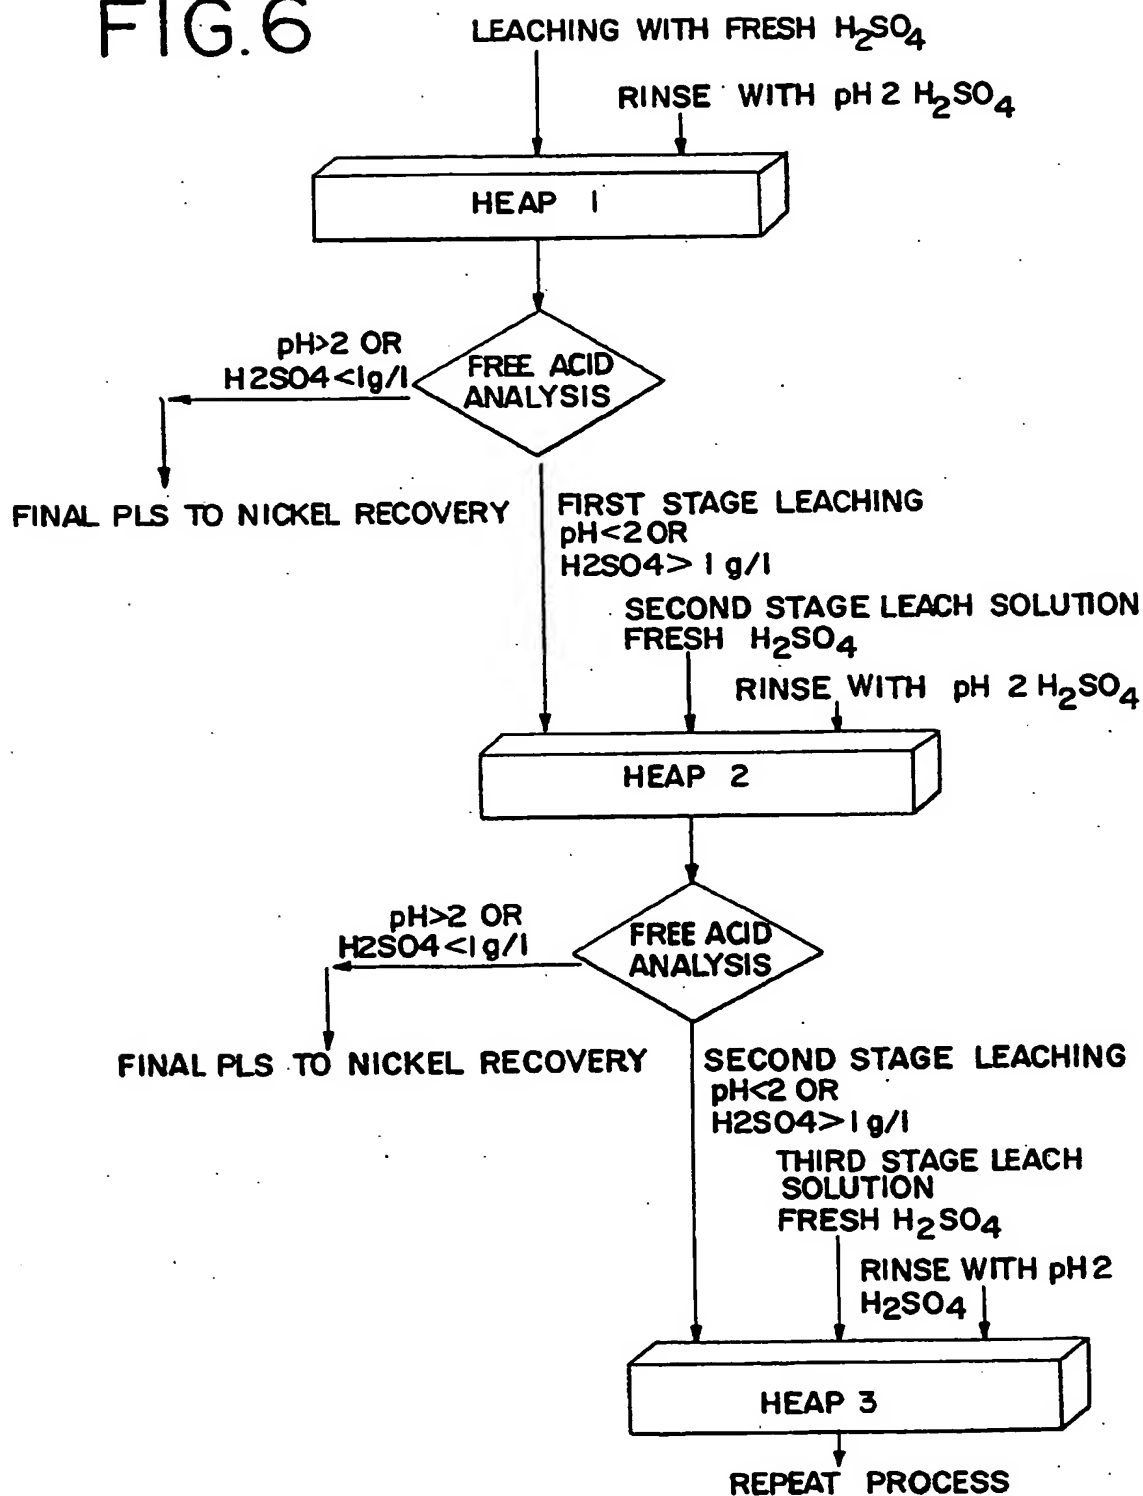 FIG.6
LEACHING WITH FRESH H₂SO₄
RINSE WITH pH 2 H₂SO₄
HEAP 1
pH>2 OR
H2SO4<1g/l
FREE ACID
ANALYSIS
FINAL PLS TO NICKEL RECOVERY
FIRST STAGE LEACHING
pH<2 OR
H2SO4> 1 g/l
SECOND STAGE LEACH SOLUTION
FRESH H₂SO₄
RINSE WITH pH 2 H₂SO₄
HEAP 2
pH>2 OR
H2SO4<1g/l
FREE ACID
ANALYSIS
FINAL PLS TO NICKEL RECOVERY
SECOND STAGE LEACHING
pH<2 OR
H2SO4>1g/l
THIRD STAGE LEACH
SOLUTION
FRESH H₂SO₄
RINSE WITH pH 2
H₂SO₄
HEAP 3
REPEAT PROCESS